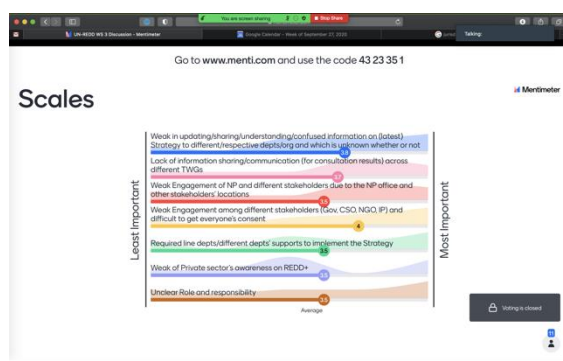 You are screen sharing
Stop Share
UN-REDD WE 3 Discussion - Mentimeter
Google Calendar - Week of September 27, 2020
Talking:
Go to www.menti.com and use the code 43 23 35 1
Mentimeter
Scales
Weak in updating/sharing/understanding/confused information on (latest)
Strategy to different/respective depts/org and which is unknown whether or not
3.8
Lack of information sharing/communication (for consultation results) across
different TWGs
3.7
Weak Engagement of NP and different stakeholders due to the NP office and
other stakeholders' locations
3.5
Weak Engagement among different stakeholders (Gov, CSO, NGO, IP) and
difficult to get everyone's consent
4
Required line depts/different depts' supports to implement the Strategy
3.5
Weak of Private sector's awareness on REDD+
3.5
Unclear Role and responsibility
3.5
Least Important
Most Important
Average
Voting is closed
11